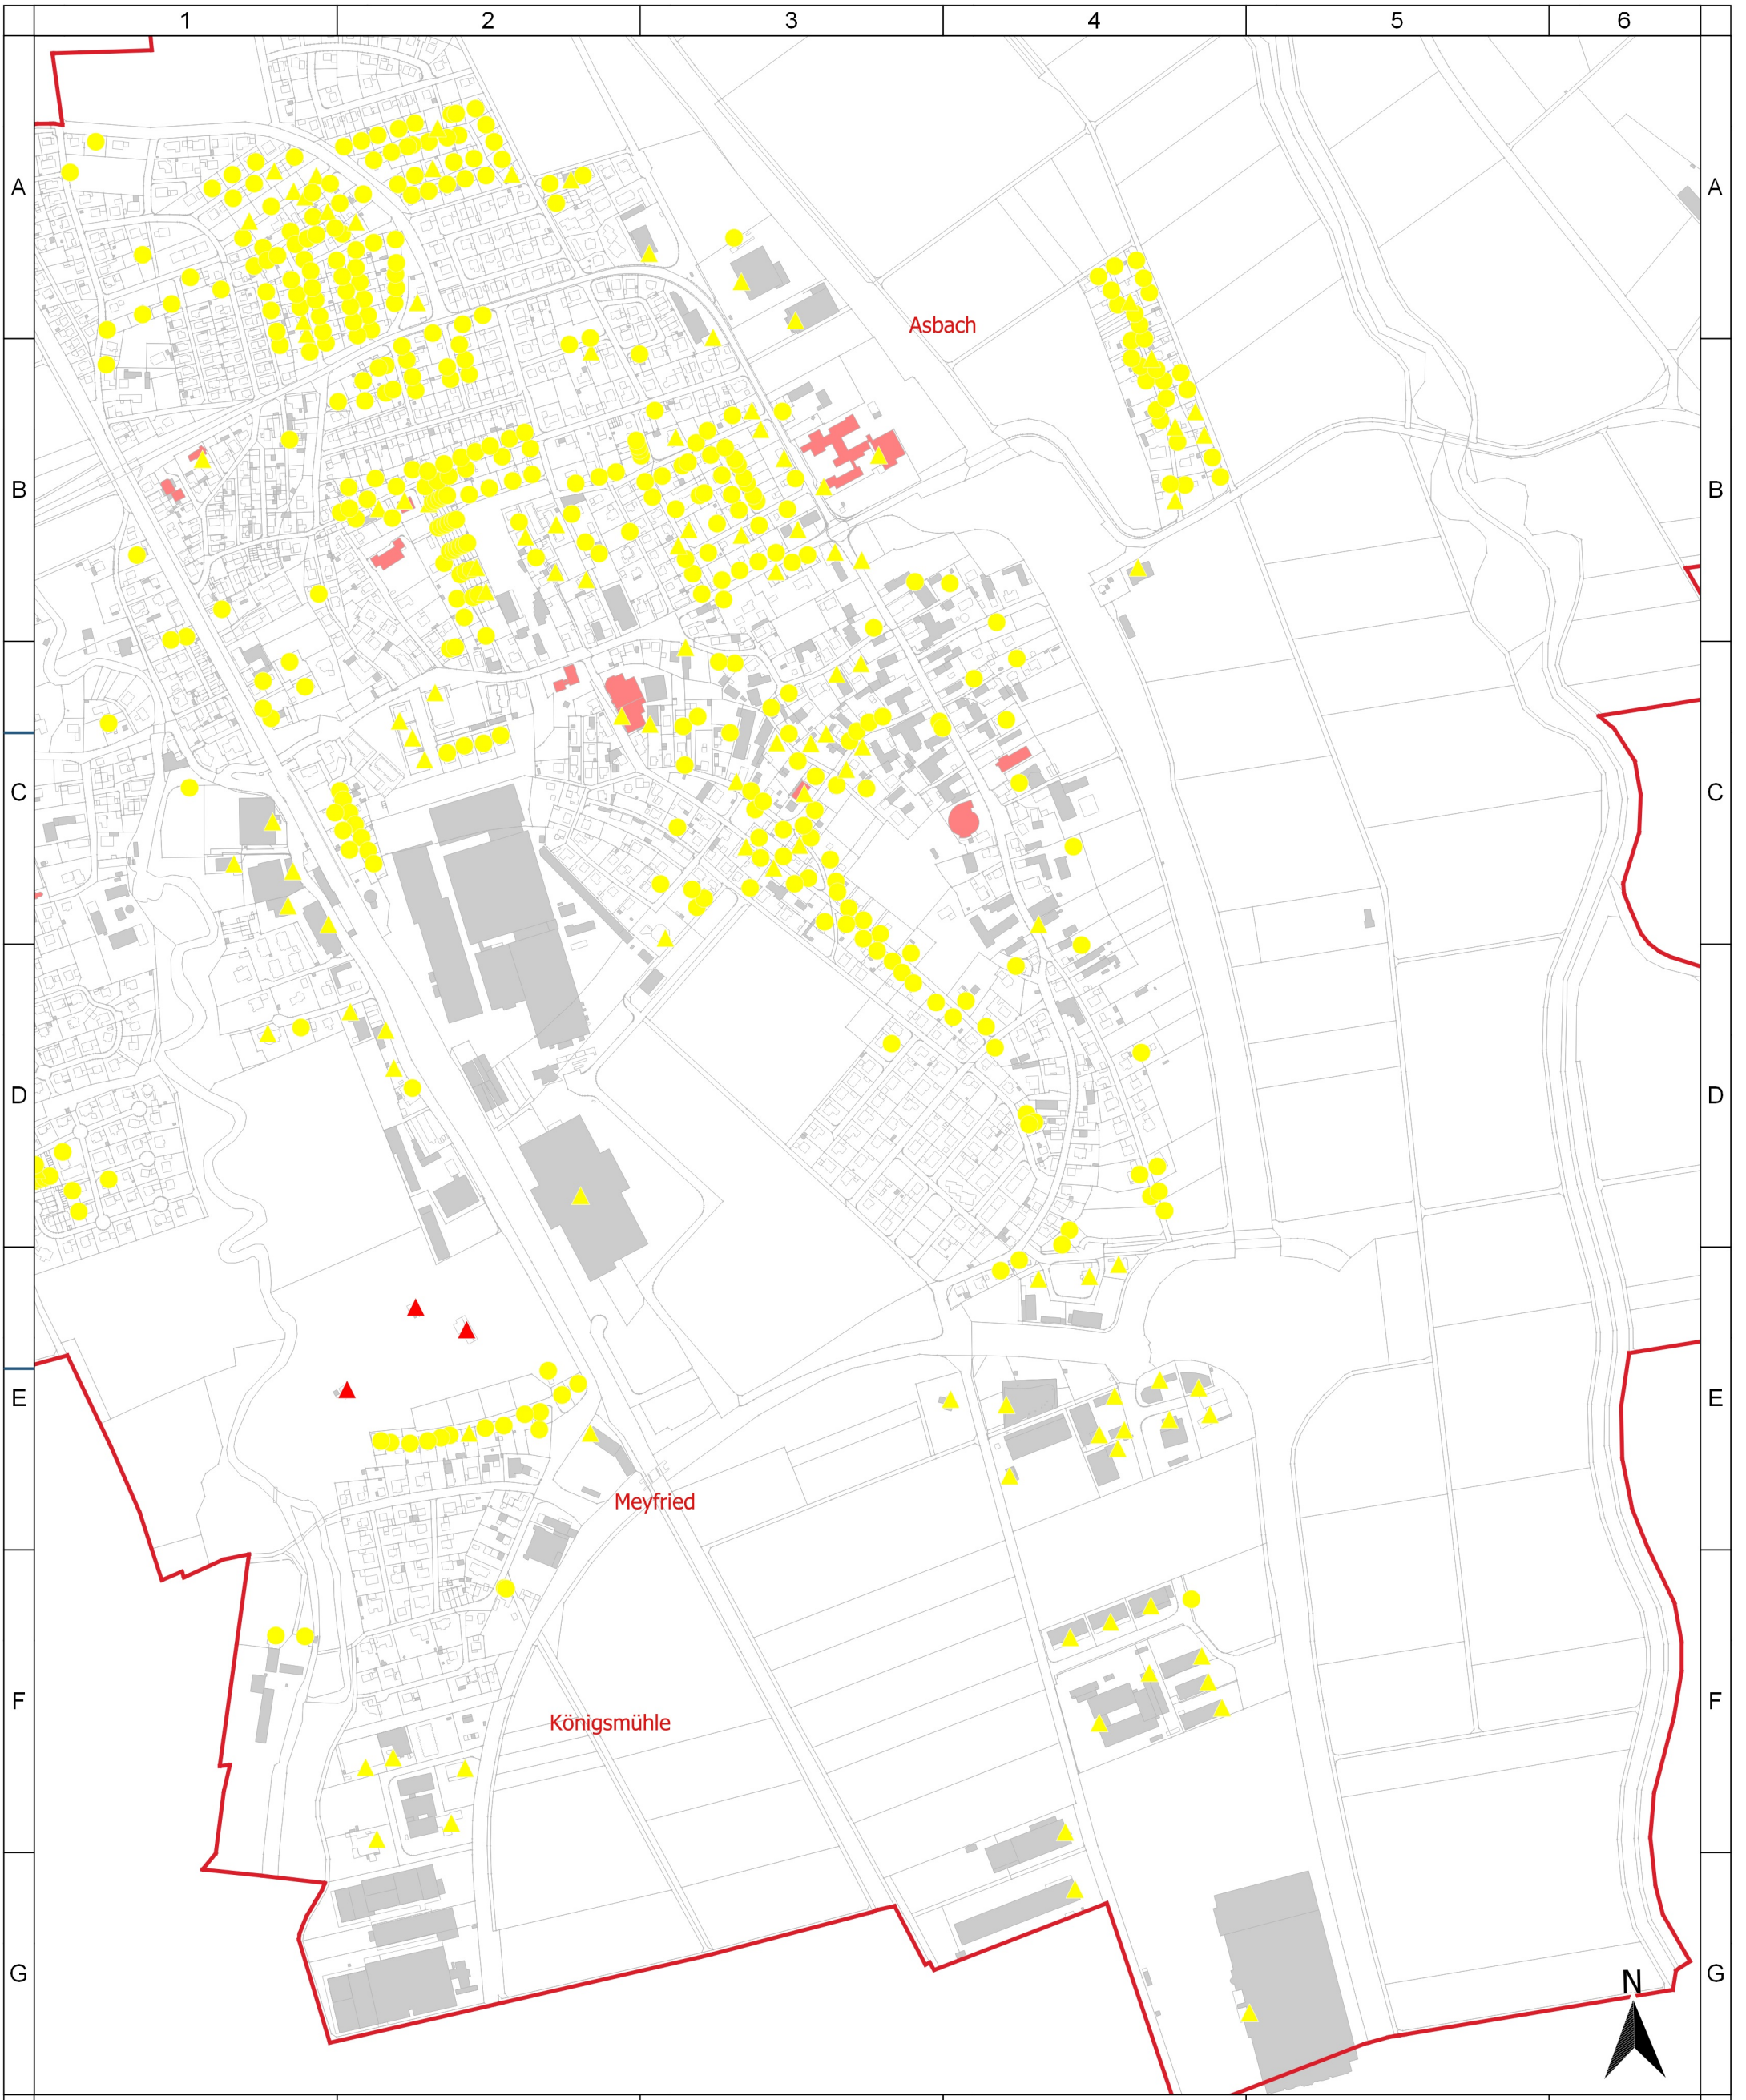 1 2 3 4 5 6
A A
Asbach
B B
C C
D D
E E
Meyfried
F F
Königsmühle
G G
N